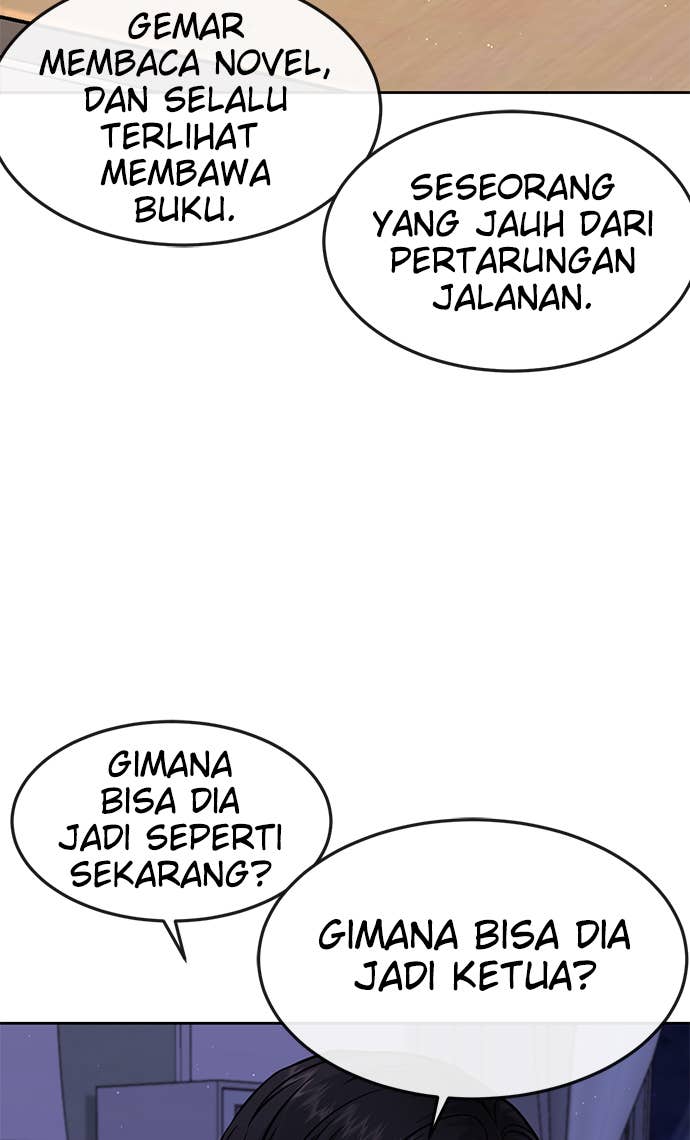 GEMAR
MEMBACA NOVEL,
DAN SELALU
TERLIHAT
MEMBAWA
BUKU.
SESEORANG
YANG JAUH DARI
PERTARUNGAN
JALANAN.
GIMANA
BISA DIA
JADI SEPERTI
SEKARANG?
GIMANA BISA DIA
JADI KETUA?